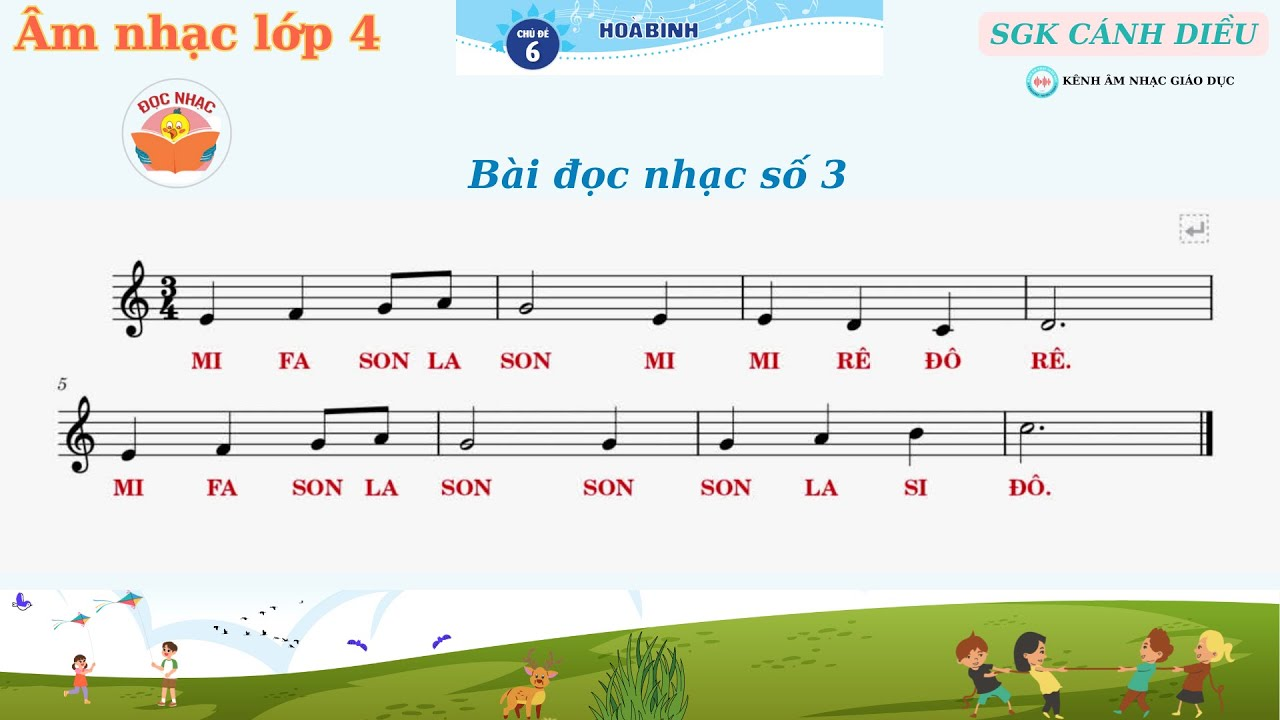 Âm nhạc lớp 4
CHỦ ĐỀ
6
HOÀ BÌNH
SGK CÁNH DIỀU
KÊNH ÂM NHẠC GIÁO DỤC
ĐỌC NHẠC
Bài đọc nhạc số 3
3
4
MI FA SON LA SON MI MI RÊ ĐÔ RÊ.
5
MI FA SON LA SON SON SON LA SI ĐÔ.